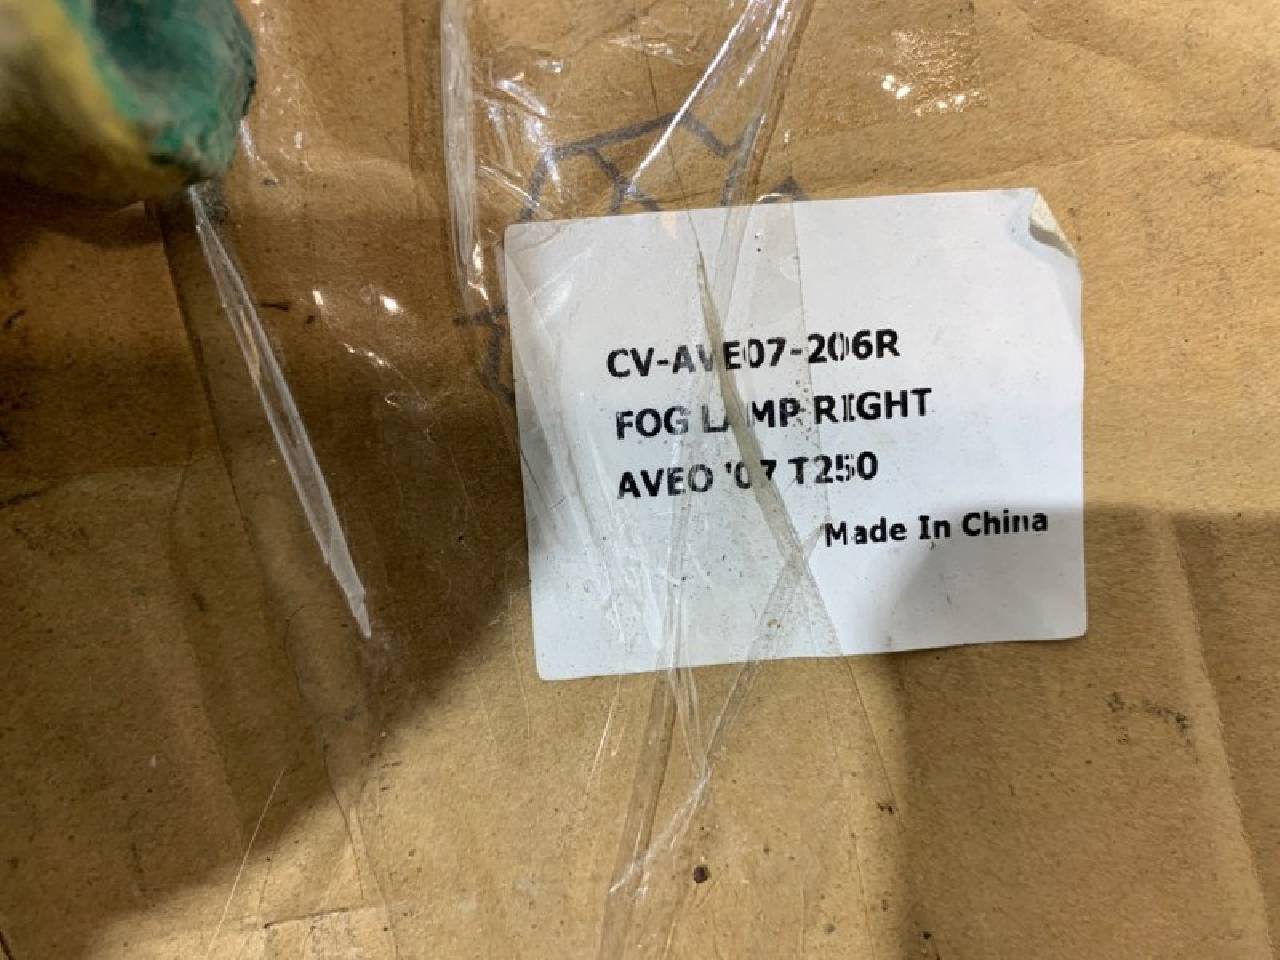 CV-AVE07-206R
FOG LAMP RIGHT
AVEO '07 T250
Made In China